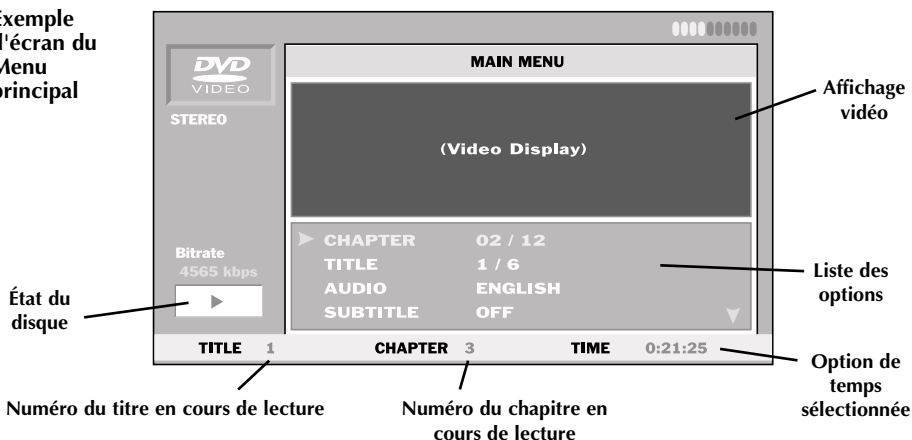 Exemple
d'écran du
Menu
principal
DVD
VIDEO
STEREO
MAIN MENU
(Video Display)
Affichage
vidéo
CHAPTER 02 / 12
TITLE 1 / 6
AUDIO ENGLISH
SUBTITLE OFF
Liste des
options
Bitrate
4565 kbps
État du
disque
TITLE 1 CHAPTER 3 TIME 0:21:25
Option de
temps
sélectionnée
Numéro du titre en cours de lecture
Numéro du chapitre en
cours de lecture